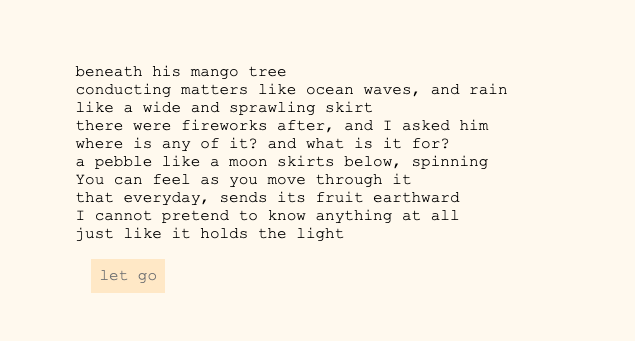 beneath his mango tree
conducting matters like ocean waves, and rain
like a wide and sprawling skirt
there were fireworks after, and I asked him
where is any of it? and what is it for?
a pebble like a moon skirts below, spinning
You can feel as you move through it
that everyday, sends its fruit earthward
I cannot pretend to know anything at all
just like it holds the light
let go